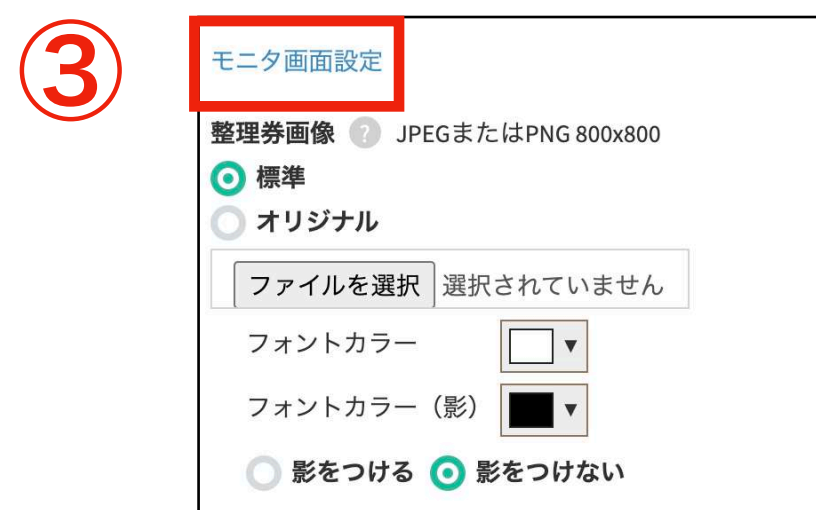 ③
モニタ画面設定
整理券画像 ? JPEGまたはPNG 800x800
標準
オリジナル
ファイルを選択 選択されていません
フォントカラー ▼
フォントカラー（影） ▼
影をつける 影をつけない